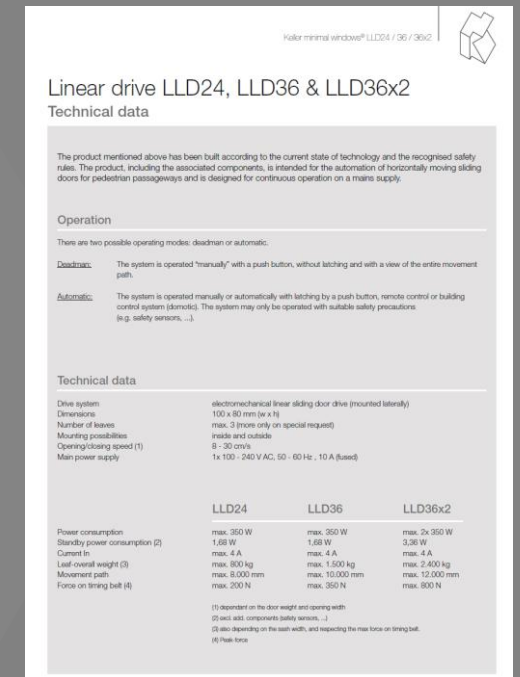 Keller minimal windows® LLD24 / 36 / 36x2
Linear drive LLD24, LLD36 & LLD36x2
Technical data
The product mentioned above has been built according to the current state of technology and the recognised safety
rules. The product, including the associated components, is intended for the automation of horizontally moving sliding
doors for pedestrian passageways and is designed for continuous operation on a mains supply.
Operation
There are two possible operating modes: deadman or automatic.
Deadman: The system is operated "manually" with a push button, without latching and with a view of the entire movement
path.
Automatic: The system is operated manually or automatically with latching by a push button, remote control or building
control system (domotic). The system may only be operated with suitable safety precautions
(e.g. safety sensors, ...).
Technical data
Drive system electromechanical linear sliding door drive (mounted laterally)
Dimensions 100 x 80 mm (w x h)
Number of leaves max. 3 (more only on special request)
Mounting possibilities inside and outside
Opening/closing speed (1) 8 - 30 cm/s
Main power supply 1x 100 - 240 V AC, 50 - 60 Hz , 10 A (fused)
LLD24 LLD36 LLD36x2
Power consumption max. 350 W max. 350 W max. 2x 350 W
Standby power consumption (2) 1,68 W 1,68 W 3,36 W
Current In max. 4 A max. 4 A max. 4 A
Leaf-overall weight (3) max. 800 kg max. 1.500 kg max. 2.400 kg
Movement path max. 8.000 mm max. 10.000 mm max. 12.000 mm
Force on timing belt (4) max. 200 N max. 350 N max. 800 N
(1) dependant on the door weight and opening width
(2) excl. add. components (safety sensors, ...)
(3) also depending on the sash width, and respecting the max force on timing belt.
(4) Peak-force